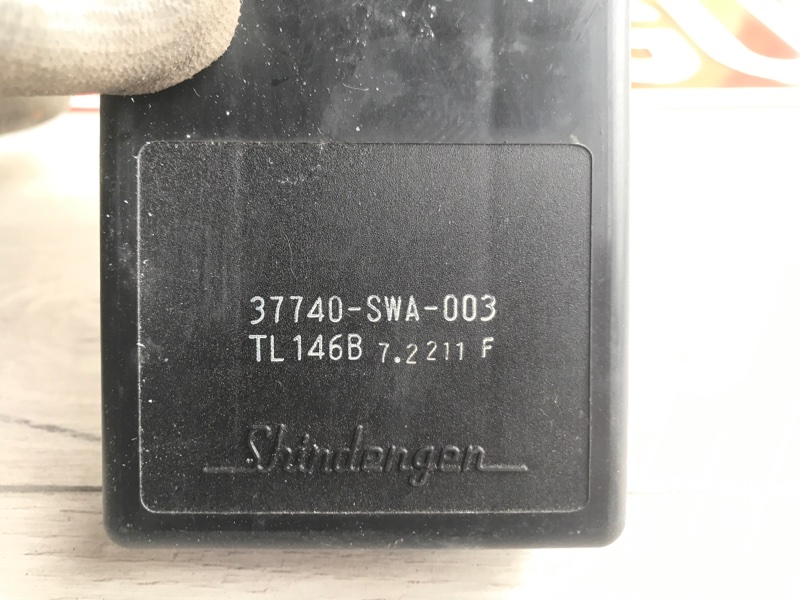 37740-SWA-003
TL146B 7.2211 F
Shindengen